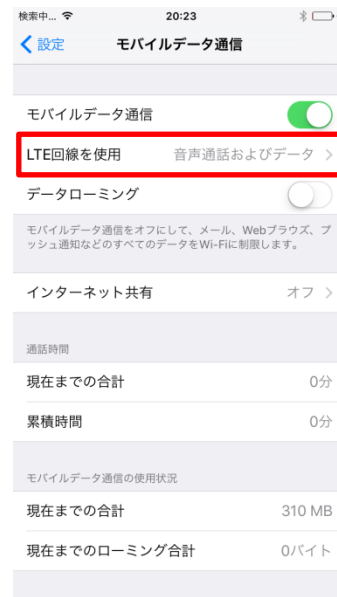 検索中... 20:23
設定 モバイルデータ通信
モバイルデータ通信
LTE回線を使用 音声通話およびデータ
データローミング
モバイルデータ通信をオフにして、メール、Webブラウズ、プ
ッシュ通知などのすべてのデータをWi-Fiに制限します。
インターネット共有 オフ
通話時間
現在までの合計 0分
累積時間 0分
モバイルデータ通信の使用状況
現在までの合計 310 MB
現在までのローミング合計 0バイト